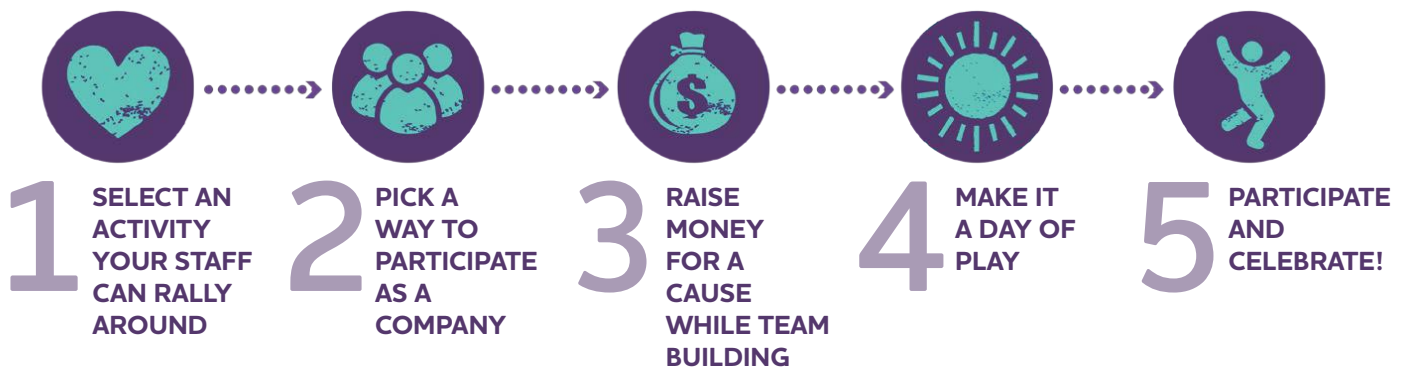 $
1
SELECT AN
ACTIVITY
YOUR STAFF
CAN RALLY
AROUND
2
PICK A
WAY TO
PARTICIPATE
AS A
COMPANY
3
RAISE
MONEY
FOR A
CAUSE
WHILE TEAM
BUILDING
4
MAKE IT
A DAY OF
PLAY
5
PARTICIPATE
AND
CELEBRATE!